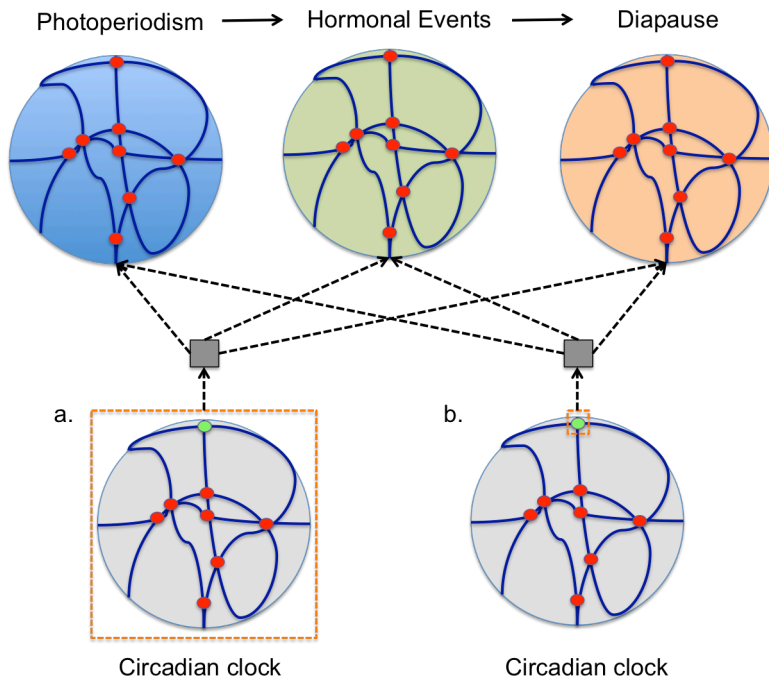 Photoperiodism Hormonal Events Diapause
a. b.
Circadian clock Circadian clock